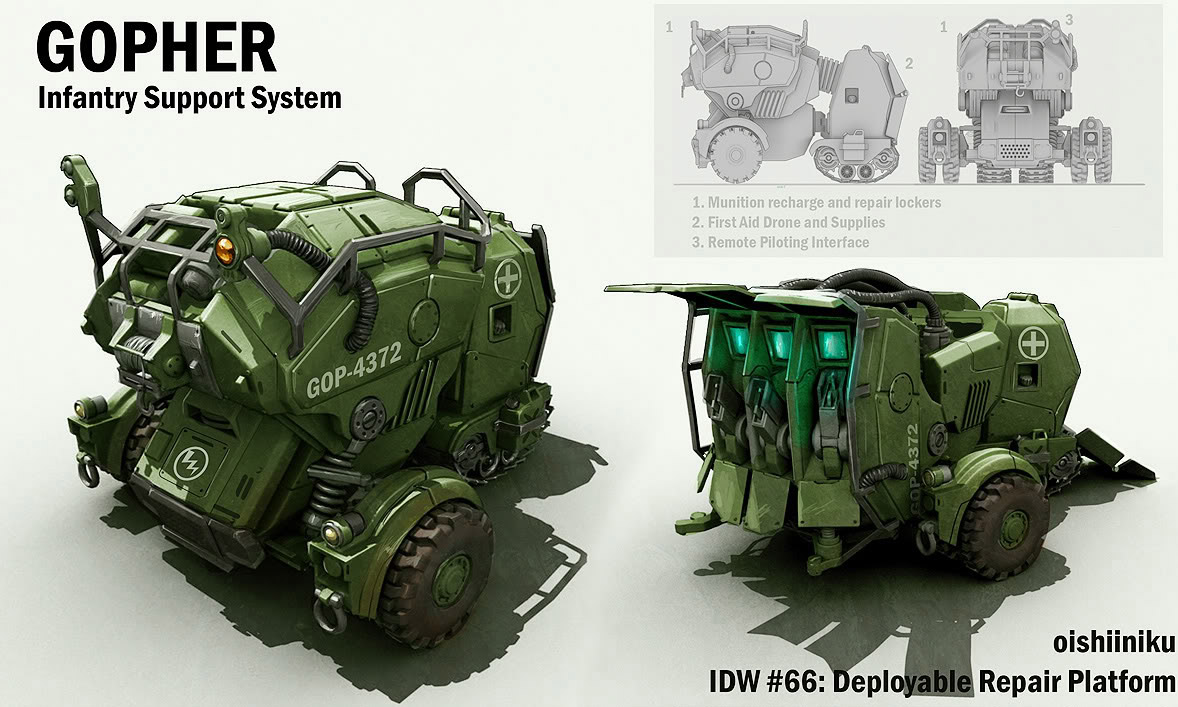 GOPHER
Infantry Support System
1
2
1
3
1. Munition recharge and repair lockers
2. First Aid Drone and Supplies
3. Remote Piloting Interface
GOP-4372
GOP-4372
oishiiniku
IDW #66: Deployable Repair Platform